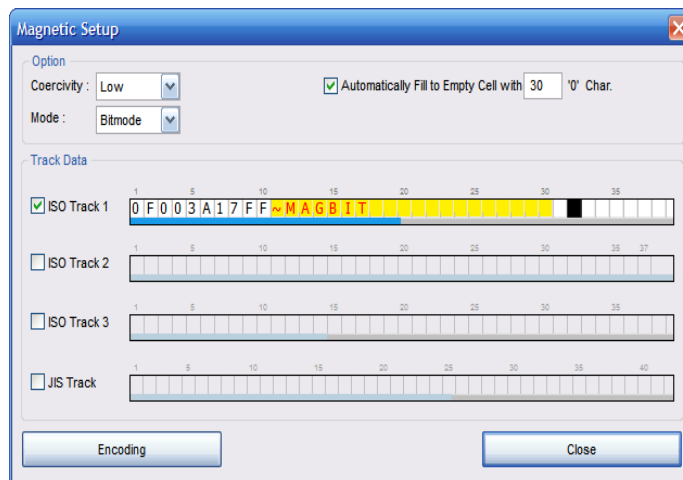 Magnetic Setup
Option
Coercivity : Low
Automatically Fill to Empty Cell with 30 '0' Char.
Mode : Bitmode
Track Data
1 5 10 15 20 25 30 35
ISO Track 1 0F003A17FF~MAGBIT
1 5 10 15 20 25 30 35 37
ISO Track 2
1 5 10 15 20 25 30 35
ISO Track 3
1 5 10 15 20 25 30 35 40
JIS Track
Encoding Close